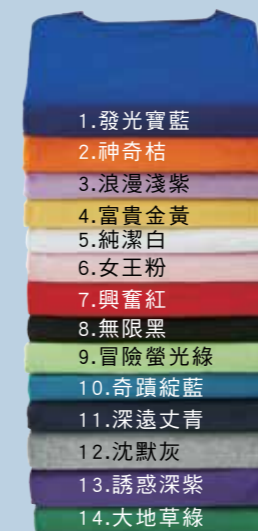 1.發光寶藍
2.神奇桔
3.浪漫淺紫
4.富貴金黃
5.純潔白
6.女王粉
7.興奮紅
8.無限黑
9.冒險螢光綠
10.奇蹟綻藍
11.深遠丈青
12.沈默灰
13.誘惑深紫
14.大地草綠